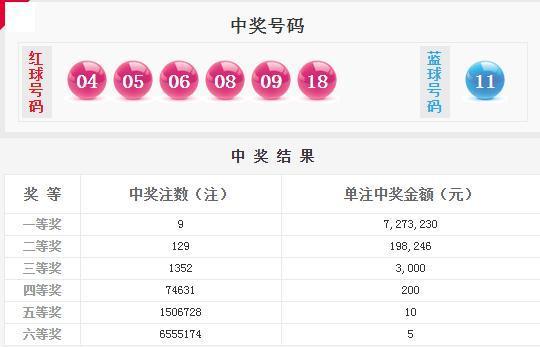 中奖号码
红球号码 04 05 06 08 09 18 蓝球号码 11
中 奖 结 果
奖 等 中奖注数（注） 单注中奖金额（元）
一等奖 9 7,273,230
二等奖 129 198,246
三等奖 1352 3,000
四等奖 74631 200
五等奖 1506728 10
六等奖 6555174 5